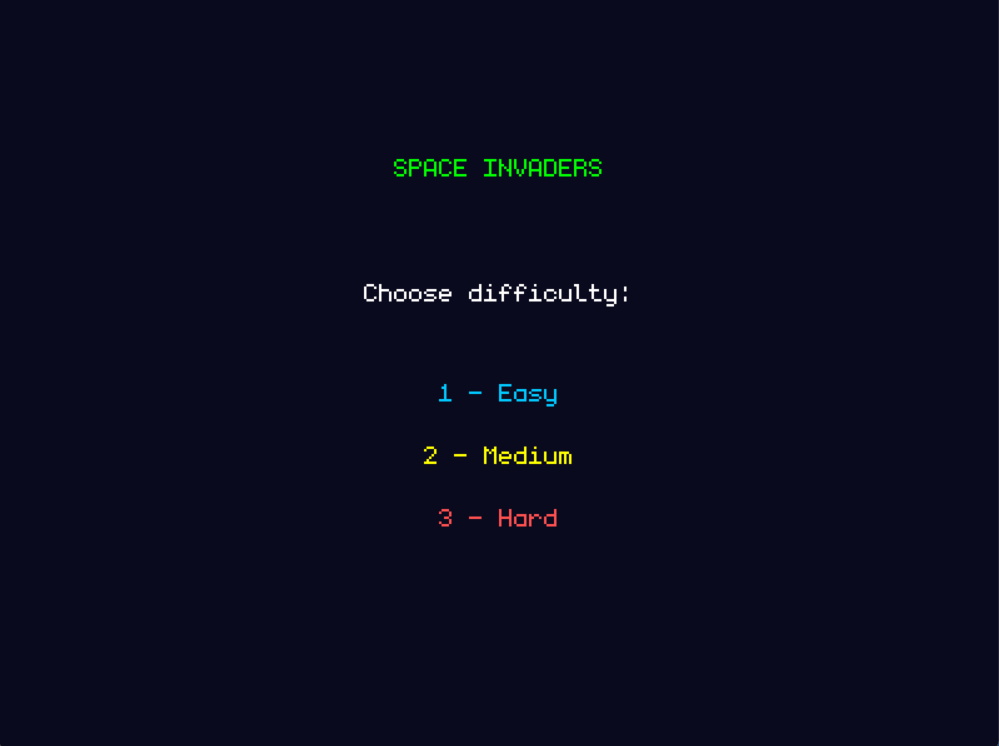 SPACE INVADERS
Choose difficulty:
1 - Easy
2 - Medium
3 - Hard